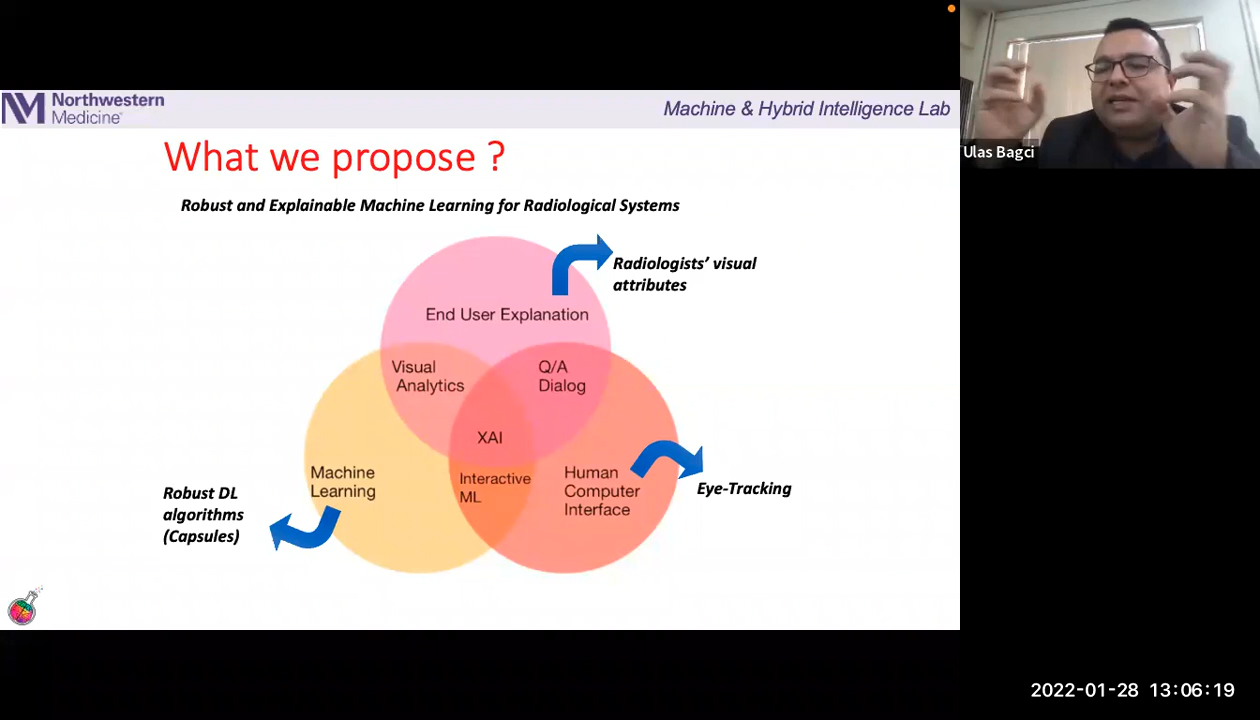 Northwestern
Medicine®
Machine & Hybrid Intelligence Lab
Ulas Bagci
What we propose ?
Robust and Explainable Machine Learning for Radiological Systems
Radiologists’ visual
attributes
End User Explanation
Visual
Analytics
Q/A
Dialog
XAI
Machine
Learning
Interactive
ML
Human
Computer
Interface
Eye-Tracking
Robust DL
algorithms
(Capsules)
2022-01-28 13:06:19